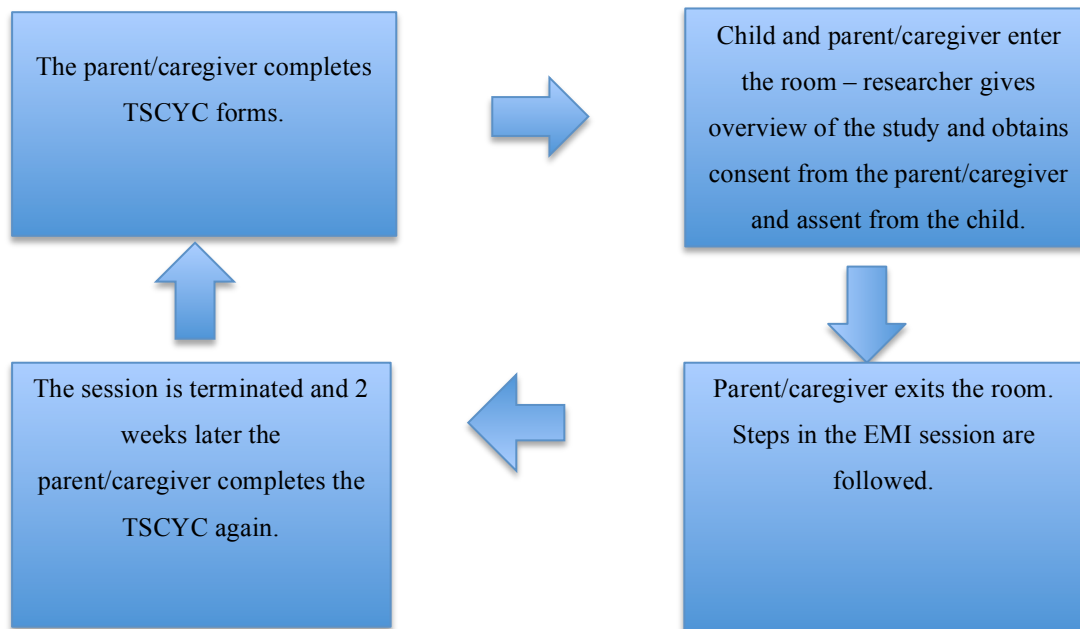 The parent/caregiver completes
TSCYC forms.
Child and parent/caregiver enter
the room – researcher gives
overview of the study and obtains
consent from the parent/caregiver
and assent from the child.
Parent/caregiver exits the room.
Steps in the EMI session are
followed.
The session is terminated and 2
weeks later the
parent/caregiver completes the
TSCYC again.